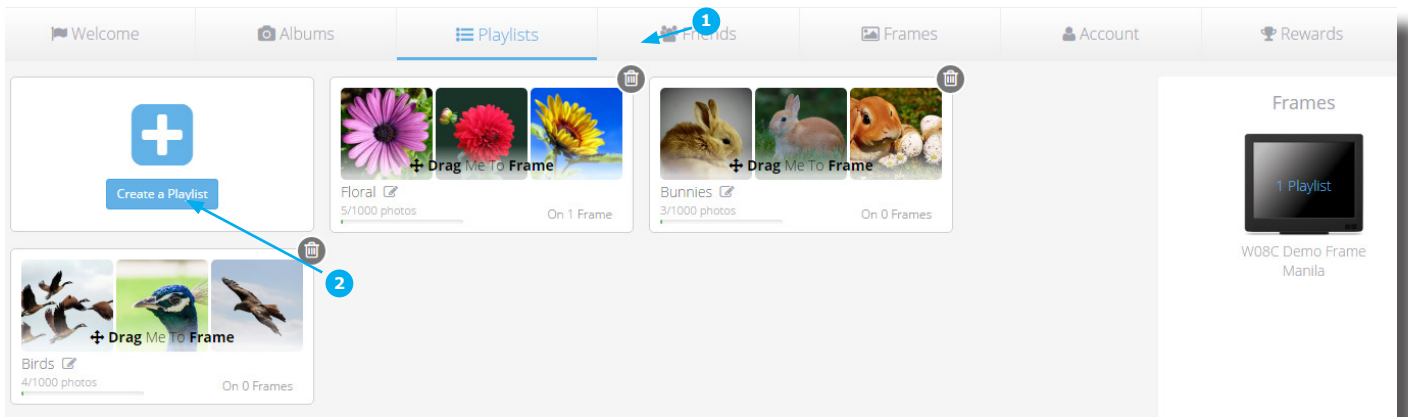 Welcome
Albums
Playlists
1
Friends
Frames
Account
Rewards
Create a Playlist
Drag Me To Frame
Floral
5/1000 photos
On 1 Frame
Drag Me To Frame
Bunnies
3/1000 photos
On 0 Frames
Frames
1 Playlist
W08C Demo Frame
Manila
2
Drag Me To Frame
Birds
4/1000 photos
On 0 Frames